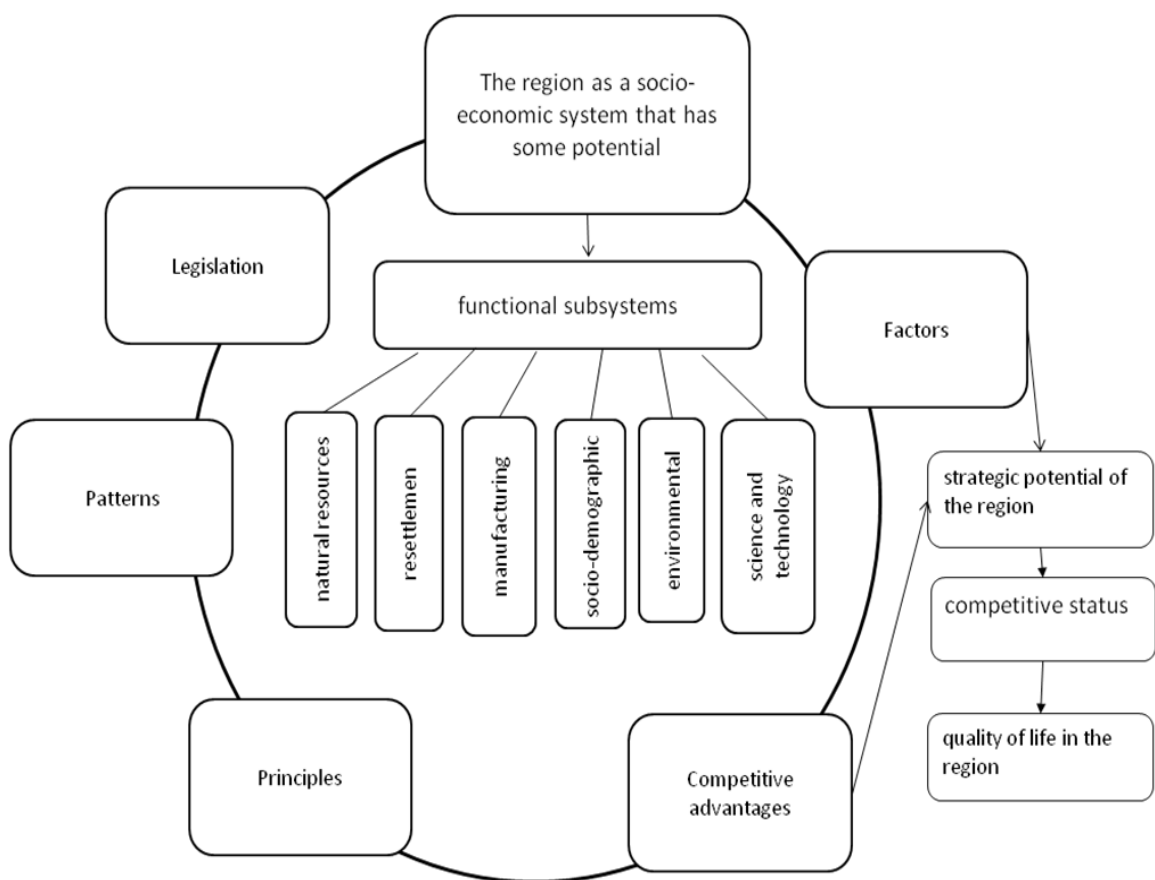 The region as a socio-
economic system that has
some potential
Legislation
functional subsystems
Factors
natural resources
resettlemen
manufacturing
socio-demographic
environmental
science and
technology
Patterns
strategic potential of
the region
competitive status
quality of life in the
region
Principles
Competitive
advantages